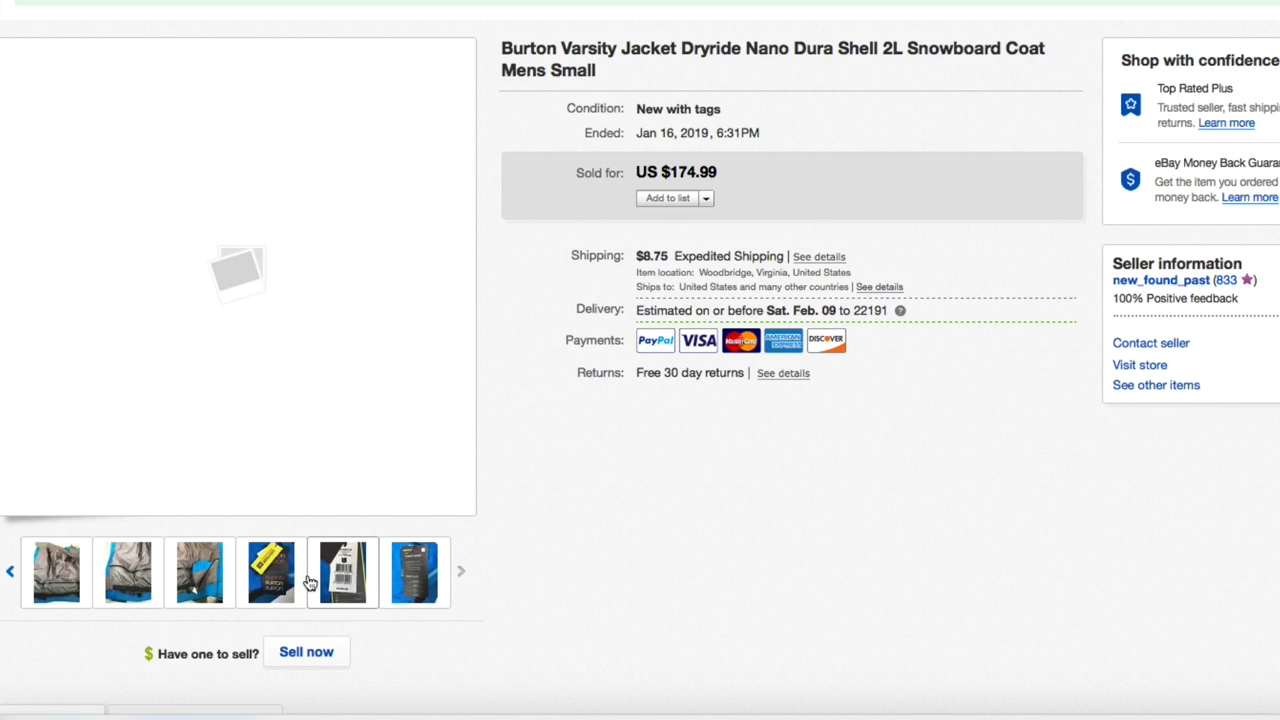 Burton Varsity Jacket Dryride Nano Dura Shell 2L Snowboard Coat
Mens Small
Condition: New with tags
Ended: Jan 16, 2019, 6:31PM
Sold for: US $174.99
Add to list
Shipping: $8.75 Expedited Shipping | See details
Item location: Woodbridge, Virginia, United States
Ships to: United States and many other countries | See details
Delivery: Estimated on or before Sat. Feb. 09 to 22191 ?
Payments: PayPal VISA MasterCard AMERICAN EXPRESS DISCOVER
Returns: Free 30 day returns | See details
Shop with confidence
Top Rated Plus
Trusted seller, fast shippi
returns. Learn more
eBay Money Back Guara
Get the item you ordered
money back. Learn more
Seller information
new_found_past (833 ★)
100% Positive feedback
Contact seller
Visit store
See other items
BURTON
BURTON
$ Have one to sell? Sell now